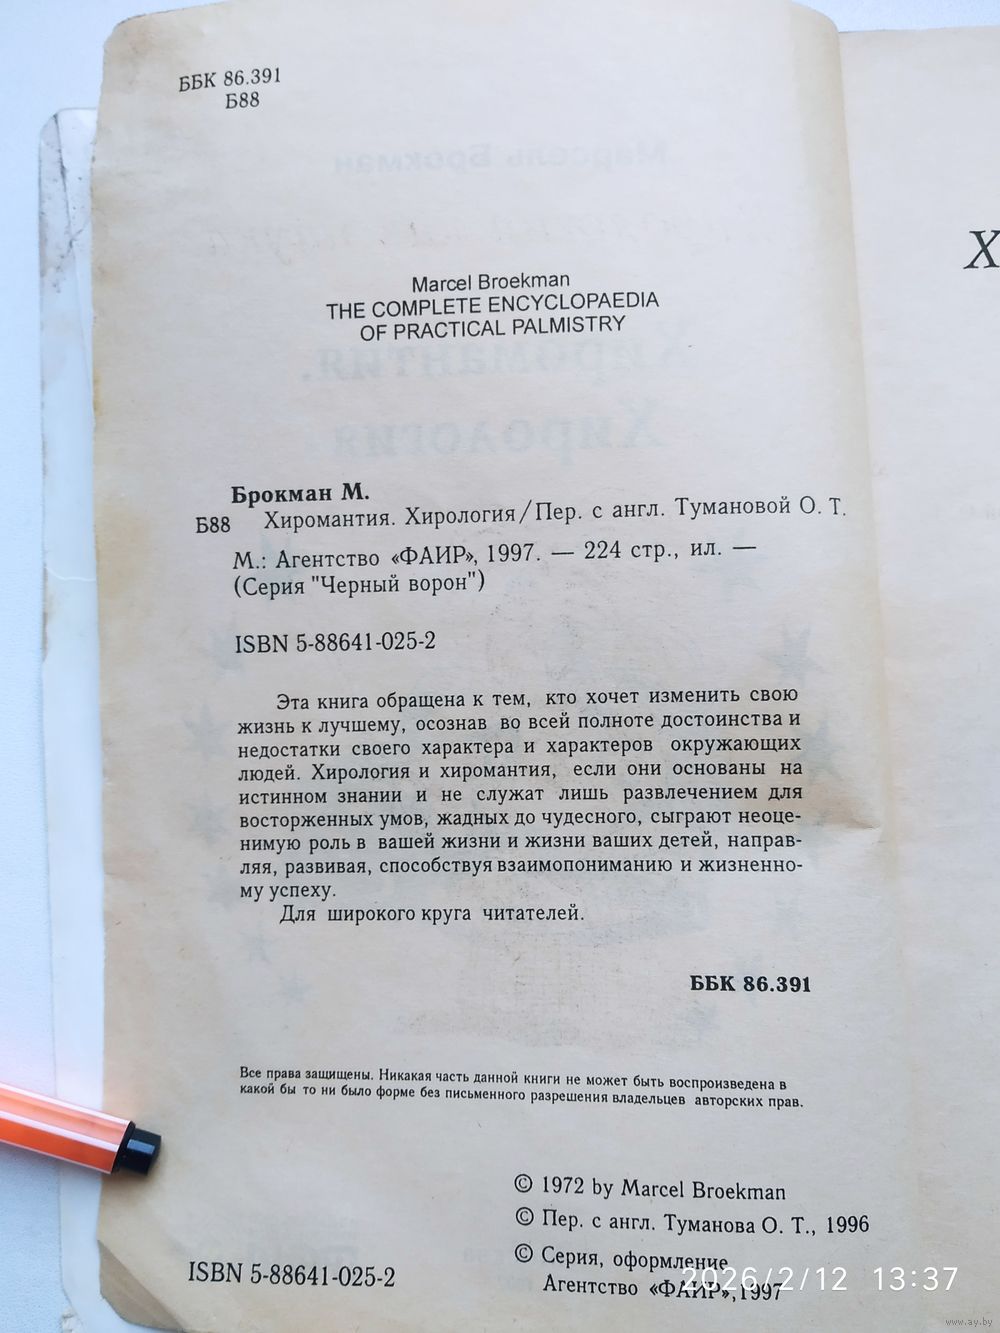 ББК 86.391
Б88
Marcel Broekman
THE COMPLETE ENCYCLOPAEDIA
OF PRACTICAL PALMISTRY
Х
Брокман М.
Б88 Хиромантия. Хирология/Пер. с англ. Тумановой О. Т.
М.: Агентство «ФАИР», 1997. — 224 стр., ил. —
(Серия "Черный ворон")
ISBN 5-88641-025-2
Эта книга обращена к тем, кто хочет изменить свою
жизнь к лучшему, осознав во всей полноте достоинства и
недостатки своего характера и характеров окружающих
людей. Хирология и хиромантия, если они основаны на
истинном знании и не служат лишь развлечением для
восторженных умов, жадных до чудесного, сыграют неоце-
нимую роль в вашей жизни и жизни ваших детей, направ-
ляя, развивая, способствуя взаимопониманию и жизненно-
му успеху.
Для широкого круга читателей.
ББК 86.391
Все права защищены. Никакая часть данной книги не может быть воспроизведена в
какой бы то ни было форме без письменного разрешения владельцев авторских прав.
© 1972 by Marcel Broekman
© Пер. с англ. Туманова О. Т., 1996
© Серия, оформление
Агентство «ФАИР», 1997
ISBN 5-88641-025-2
2026/2/12 13:37
www.ay.by